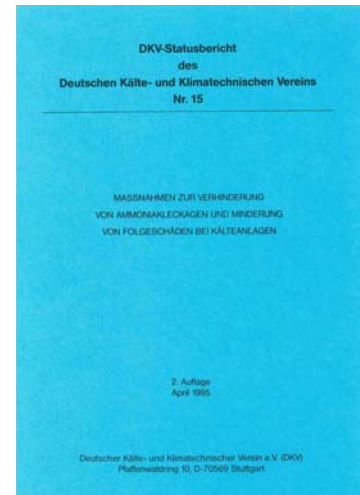 DKV-Statusbericht
des
Deutschen Kälte- und Klimatechnischen Vereins
Nr. 15
MASSNAHMEN ZUR VERHINDERUNG
VON AMMONIAKLECKAGEN UND MINDERUNG
VON FOLGESCHÄDEN BEI KÄLTEANLAGEN
2. Auflage
April 1995
Deutscher Kälte- und Klimatechnischer Verein e.V. (DKV)
Pfaffenwaldring 10, D-70569 Stuttgart